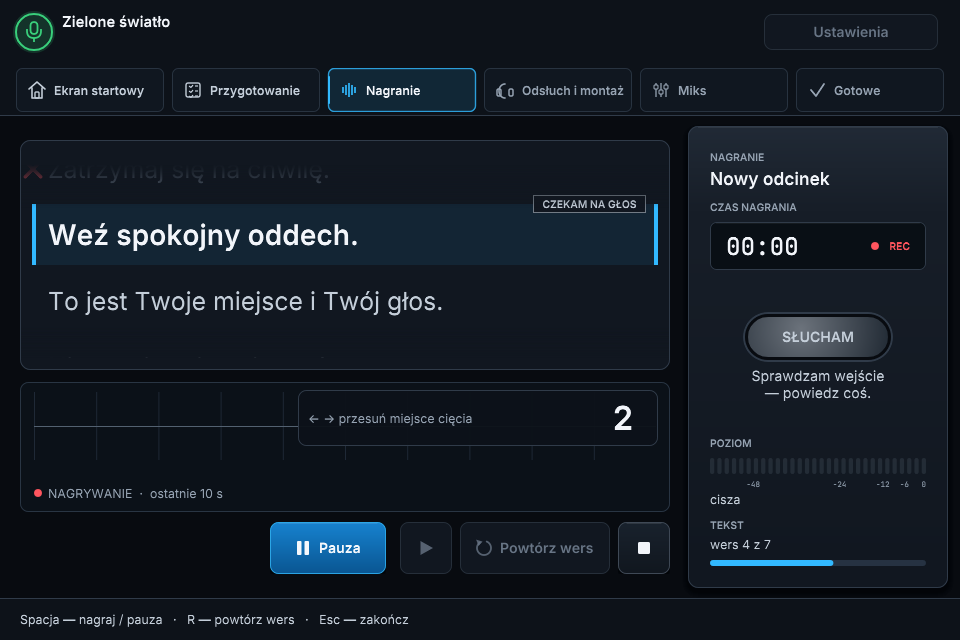 Zielone światło
Ustawienia
Ekran startowy
Przygotowanie
Nagranie
Odsłuch i montaż
Miks
Gotowe
Zatrzymaj się na chwilę.
CZEKAM NA GŁOS
Weź spokojny oddech.
To jest Twoje miejsce i Twój głos.
← → przesuń miejsce cięcia
2
NAGRYWANIE · ostatnie 10 s
Pauza
Powtórz wers
NAGRANIE
Nowy odcinek
CZAS NAGRANIA
00:00
REC
SŁUCHAM
Sprawdzam wejście
— powiedz coś.
POZIOM
-48 -24 -12 -6 0
cisza
TEKST
wers 4 z 7
Spacja — nagraj / pauza · R — powtórz wers · Esc — zakończ